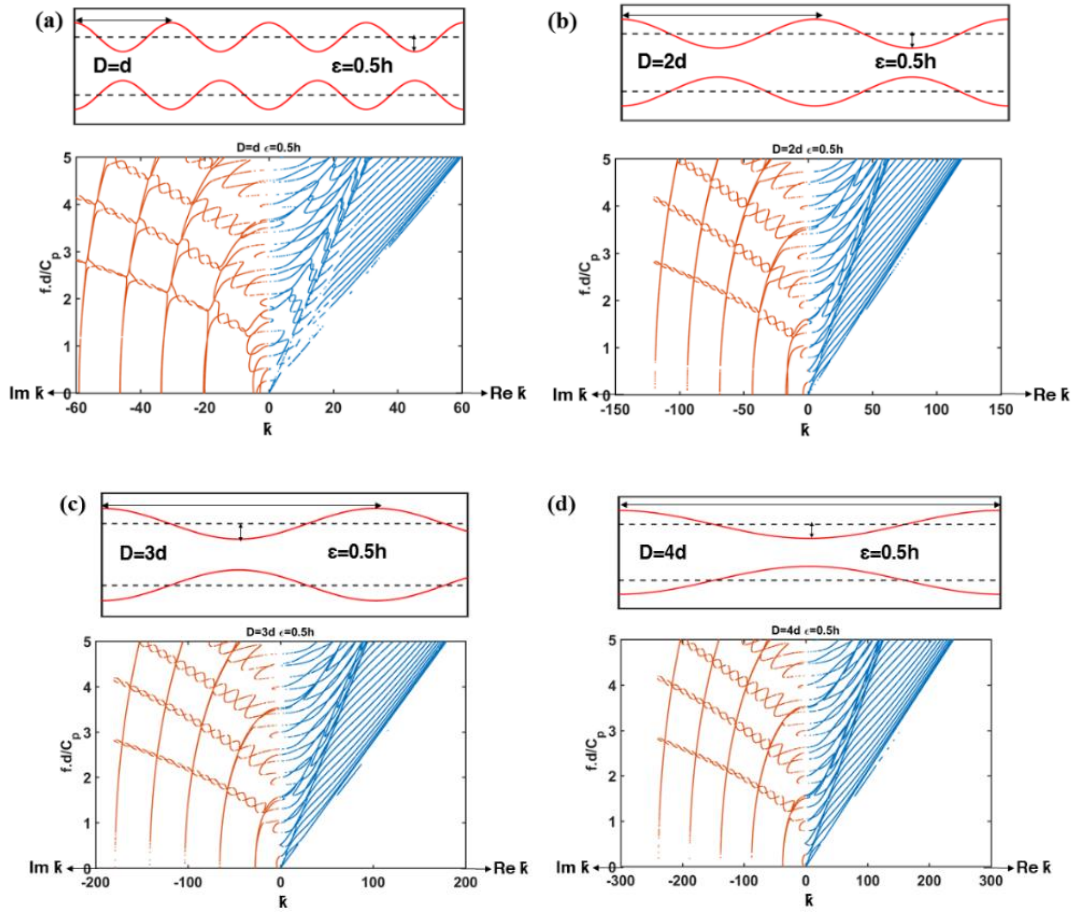 (a)
D=d
ε=0.5h
D=d ϵ=0.5h
5
4
3
2
1
0
f.d/Cp
-60 -40 -20 0 20 40 60
Im k̄
Re k̄
k̄
(b)
D=2d
ε=0.5h
D=2d ϵ=0.5h
5
4
3
2
1
0
f.d/Cp
-150 -100 -50 0 50 100 150
Im k̄
Re k̄
k̄
(c)
D=3d
ε=0.5h
D=3d ϵ=0.5h
5
4
3
2
1
0
f.d/Cp
-200 -100 0 100 200
Im k̄
Re k̄
k̄
(d)
D=4d
ε=0.5h
D=4d ϵ=0.5h
5
4
3
2
1
0
f.d/Cp
-300 -200 -100 0 100 200 300
Im k̄
Re k̄
k̄